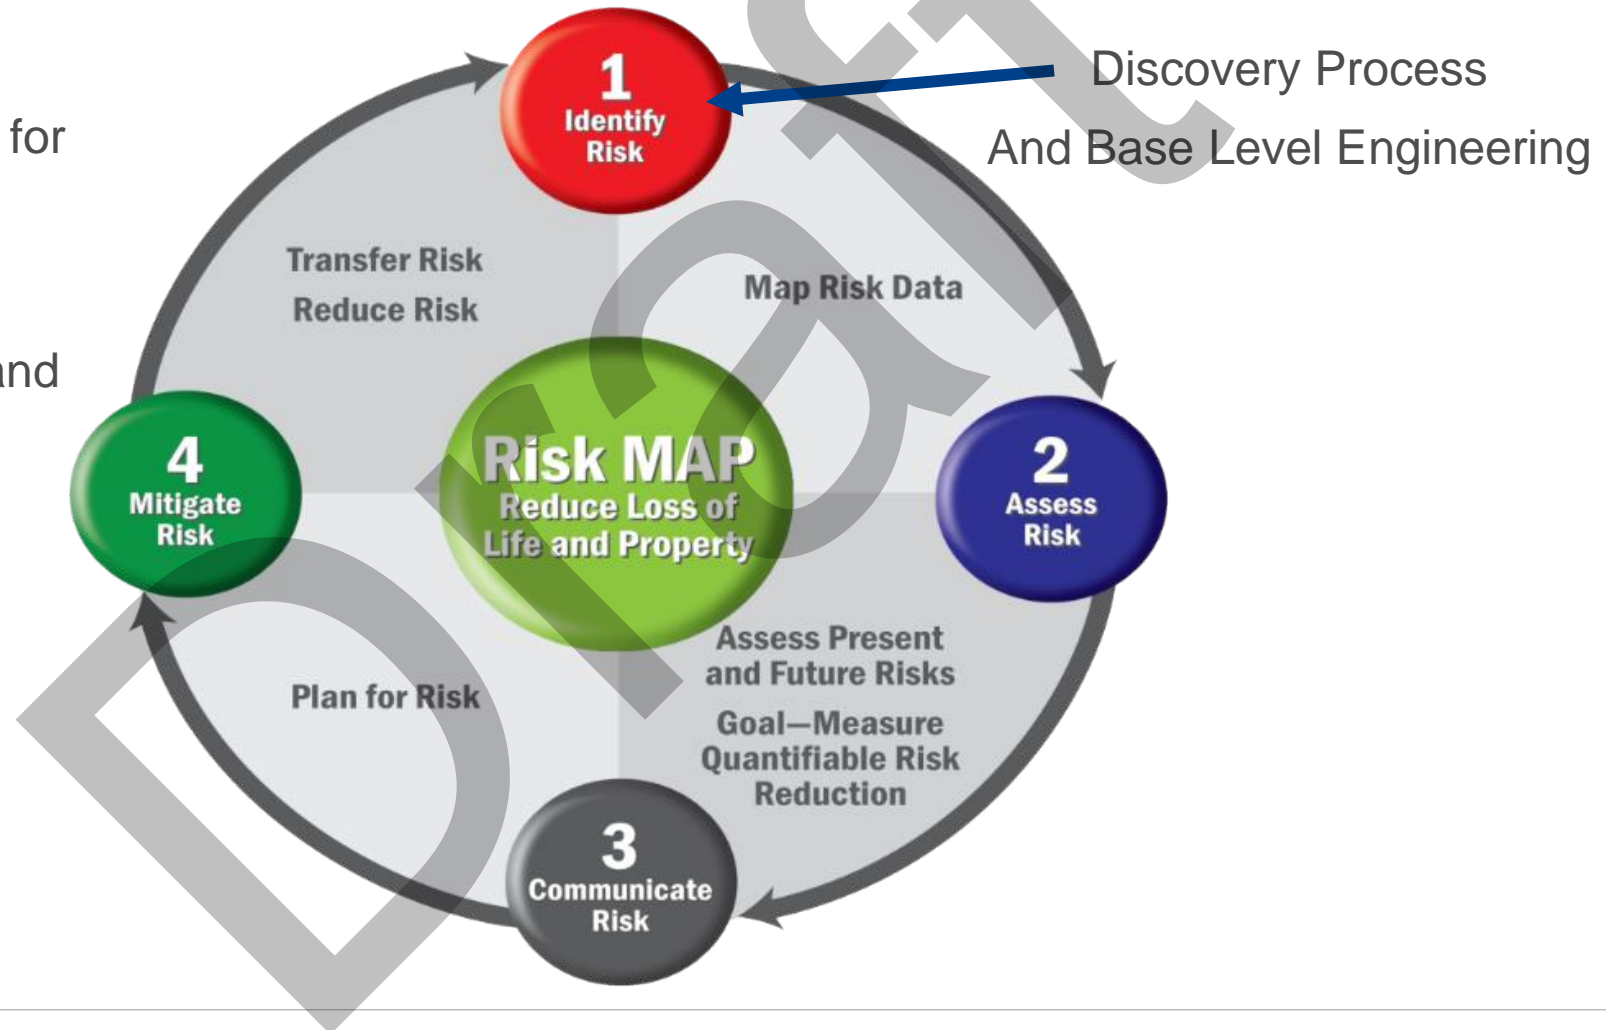 for
and
Discovery Process
And Base Level Engineering
1
Identify
Risk
Transfer Risk
Reduce Risk
Map Risk Data
Risk MAP
Reduce Loss of
Life and Property
4
Mitigate
Risk
2
Assess
Risk
Assess Present
and Future Risks
Goal—Measure
Quantifiable Risk
Reduction
Plan for Risk
3
Communicate
Risk
Draft